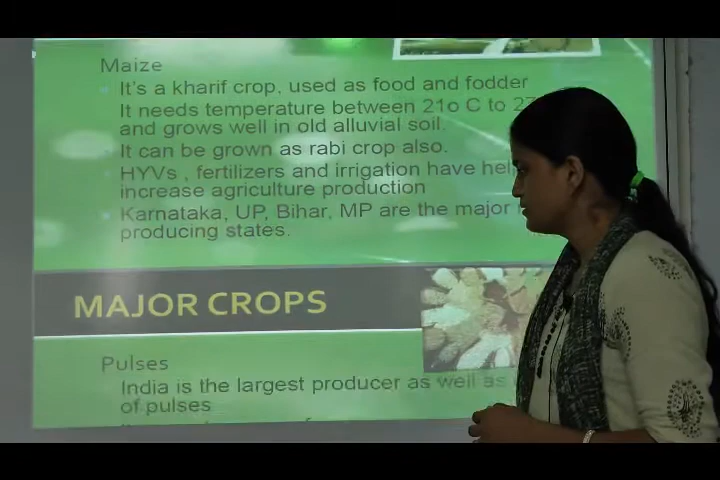 Maize
It's a kharif crop, used as food and fodder
It needs temperature between 21o C to
and grows well in old alluvial soil.
It can be grown as rabi crop also.
HYVs , fertilizers and irrigation have
increase agriculture production
Karnataka, UP, Bihar, MP are the major
producing states.
MAJOR CROPS
Pulses
India is the largest producer as well as
of pulses